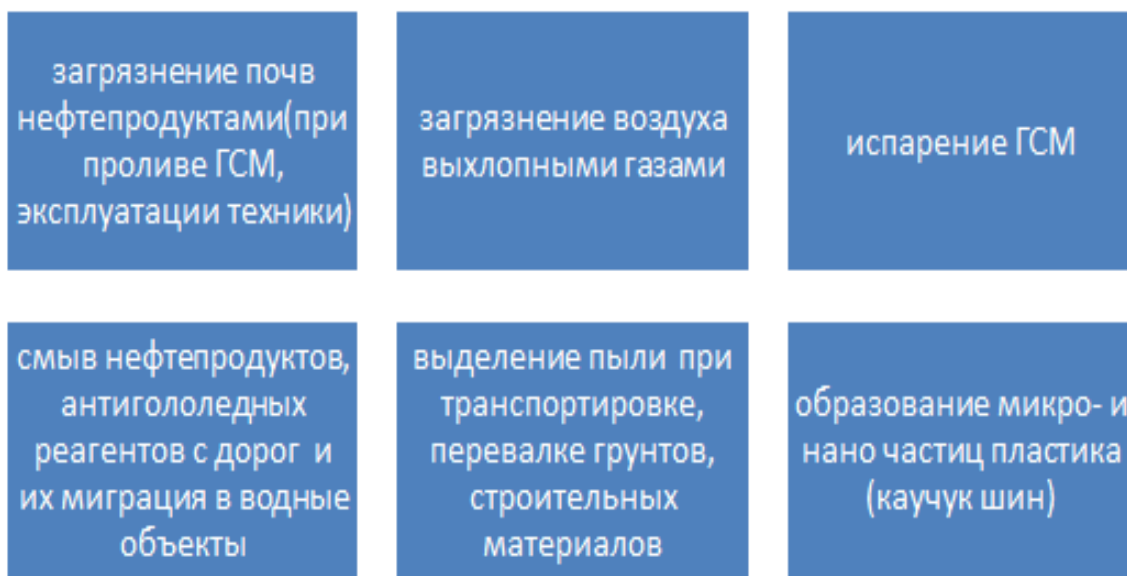 загрязнение почв
нефтепродуктами(при
проливе ГСМ,
эксплуатации техники)
загрязнение воздуха
выхлопными газами
испарение ГСМ
смыв нефтепродуктов,
антигололедных
реагентов с дорог и
их миграция в водные
объекты
выделение пыли при
транспортировке,
перевалке грунтов,
строительных
материалов
образование микро- и
нано частиц пластика
(каучук шин)